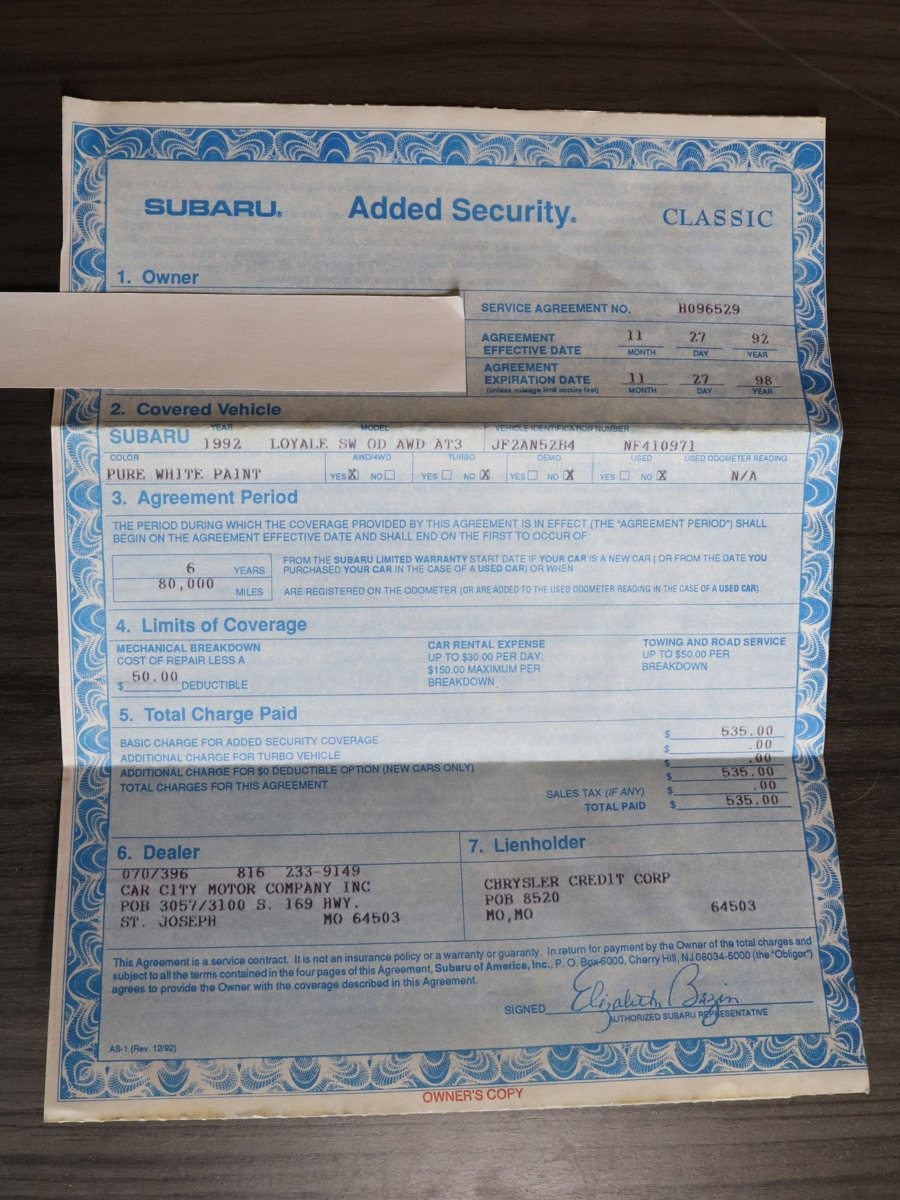 SUBARU® Added Security. CLASSIC
1. Owner
SERVICE AGREEMENT NO. H096529
AGREEMENT EFFECTIVE DATE 11 27 92
MONTH DAY YEAR
AGREEMENT EXPIRATION DATE 11 27 98
(unless mileage limit occurs first) MONTH DAY YEAR
2. Covered Vehicle
YEAR MODEL VEHICLE IDENTIFICATION NUMBER
SUBARU 1992 LOYALE SW OD AWD AT3 JF2AN52B4 NF410971
COLOR AWD/4WD TURBO DEMO USED USED ODOMETER READING
PURE WHITE PAINT YES X NO YES NO X YES NO X YES NO X N/A
3. Agreement Period
THE PERIOD DURING WHICH THE COVERAGE PROVIDED BY THIS AGREEMENT IS IN EFFECT (THE "AGREEMENT PERIOD") SHALL
BEGIN ON THE AGREEMENT EFFECTIVE DATE AND SHALL END ON THE FIRST TO OCCUR OF:
6 YEARS
FROM THE SUBARU LIMITED WARRANTY START DATE IF YOUR CAR IS A NEW CAR ( OR FROM THE DATE YOU
PURCHASED YOUR CAR IN THE CASE OF A USED CAR) OR WHEN
80,000 MILES
ARE REGISTERED ON THE ODOMETER (OR ARE ADDED TO THE USED ODOMETER READING IN THE CASE OF A USED CAR).
4. Limits of Coverage
MECHANICAL BREAKDOWN
COST OF REPAIR LESS A
$ 50.00 DEDUCTIBLE
CAR RENTAL EXPENSE
UP TO $30.00 PER DAY:
$150.00 MAXIMUM PER
BREAKDOWN
TOWING AND ROAD SERVICE
UP TO $50.00 PER
BREAKDOWN
5. Total Charge Paid
BASIC CHARGE FOR ADDED SECURITY COVERAGE $ 535.00
ADDITIONAL CHARGE FOR TURBO VEHICLE $ .00
ADDITIONAL CHARGE FOR $0 DEDUCTIBLE OPTION (NEW CARS ONLY) $ .00
TOTAL CHARGES FOR THIS AGREEMENT $ 535.00
SALES TAX (IF ANY) $ .00
TOTAL PAID $ 535.00
6. Dealer
070/396 816 233-9149
CAR CITY MOTOR COMPANY INC
POB 3057/3100 S. 169 HWY.
ST. JOSEPH MO 64503
7. Lienholder
CHRYSLER CREDIT CORP
POB 8520
MO,MO 64503
This Agreement is a service contract. It is not an insurance policy or a warranty or guaranty. In return for payment by the Owner of the total charges and
subject to all the terms contained in the four pages of this Agreement, Subaru of America, Inc., P. O. Box 6000, Cherry Hill, NJ 08034-6000 (the "Obligor")
agrees to provide the Owner with the coverage described in this Agreement.
SIGNED Elizabeth Bazin
AUTHORIZED SUBARU REPRESENTATIVE
AS-1 (Rev. 12/92)
OWNER'S COPY